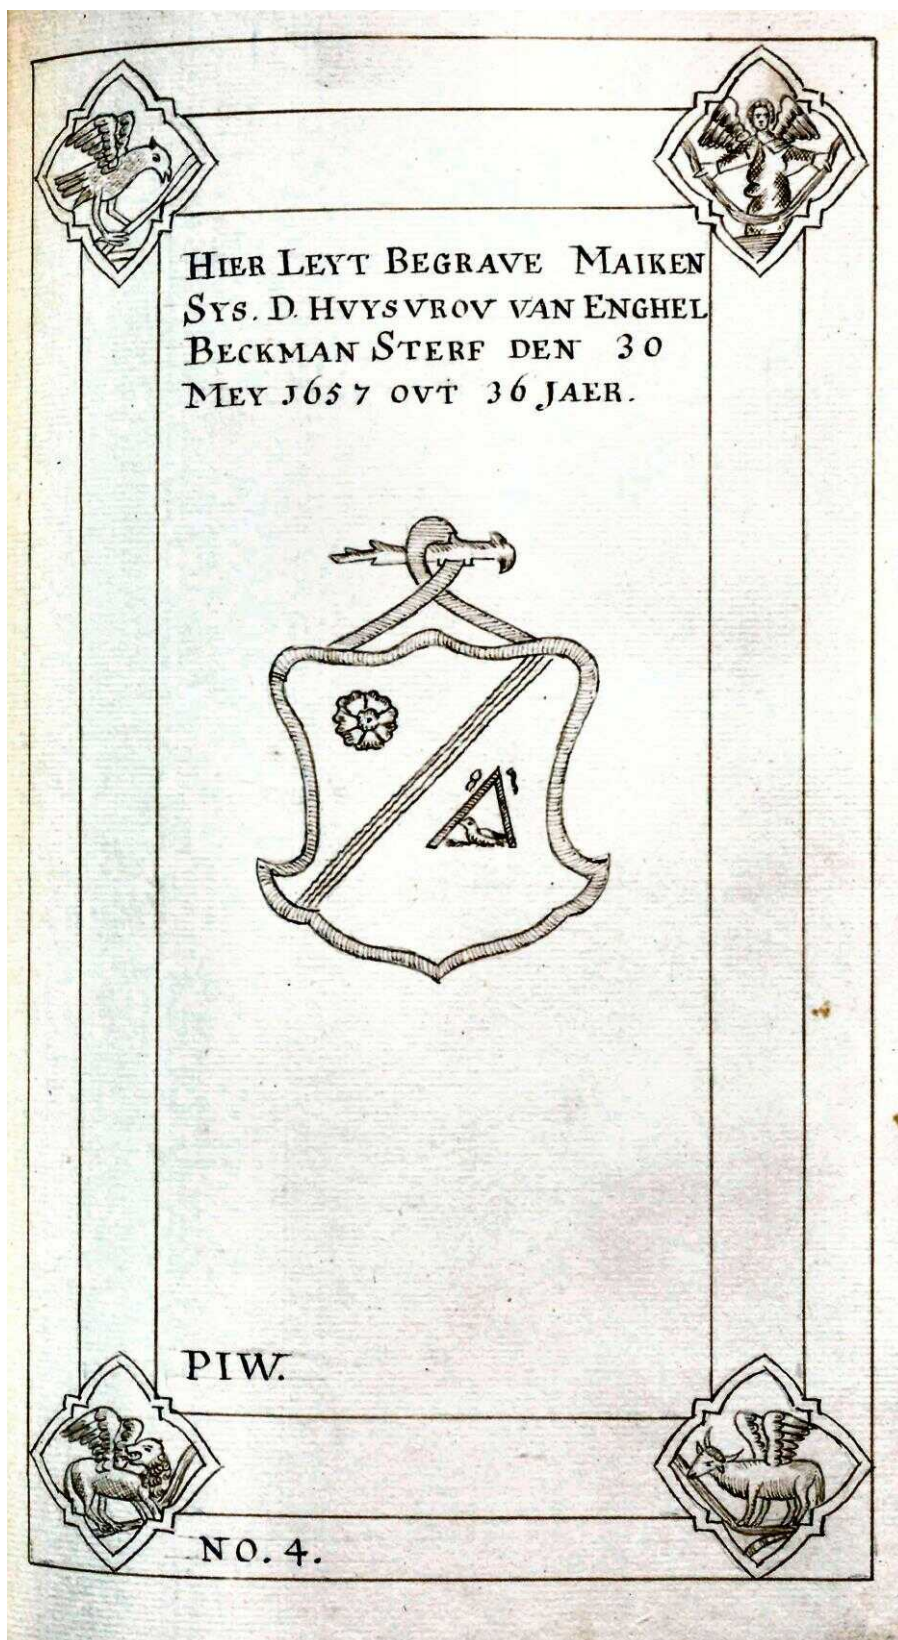 HIER LEYT BEGRAVE MAIKEN
SYS. D. HVYSVROV VAN ENGHEL
BECKMAN STERF DEN 30
MEY 1657 OVT 36 JAER.
PIW.
NO. 4.